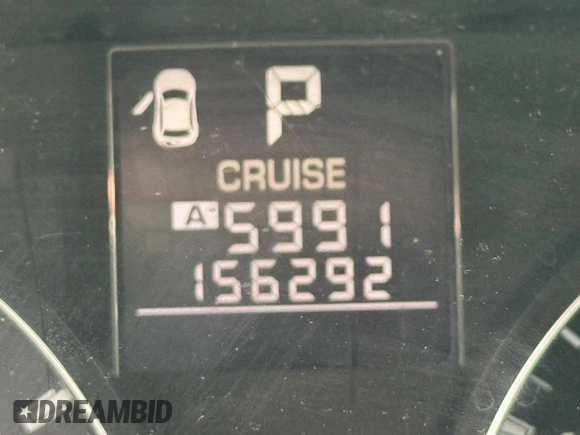 P
CRUISE
A 5991
156292
DREAMBID